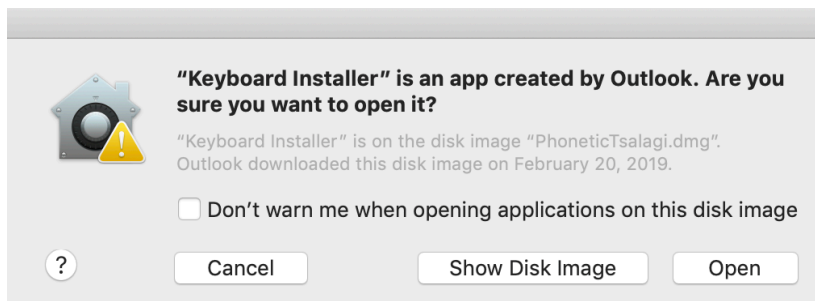 “Keyboard Installer” is an app created by Outlook. Are you
sure you want to open it?
“Keyboard Installer” is on the disk image “PhoneticTsalagi.dmg”.
Outlook downloaded this disk image on February 20, 2019.
Don’t warn me when opening applications on this disk image
? Cancel Show Disk Image Open